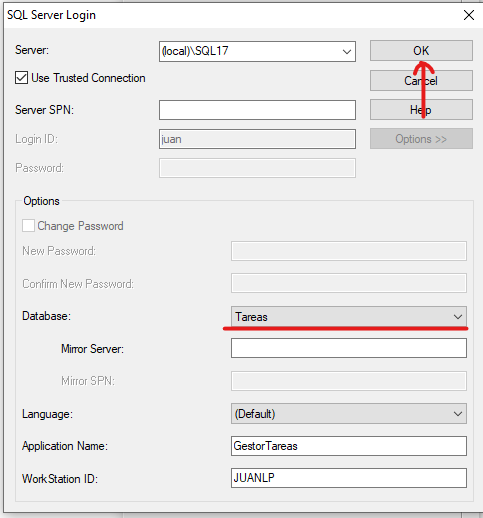 SQL Server Login
Server: (local)\SQL17 OK
Use Trusted Connection Cancel
Server SPN: Help
Login ID: juan Options >>
Password:
Options
Change Password
New Password:
Confirm New Password:
Database: Tareas
Mirror Server:
Mirror SPN:
Language: (Default)
Application Name: GestorTareas
WorkStation ID: JUANLP